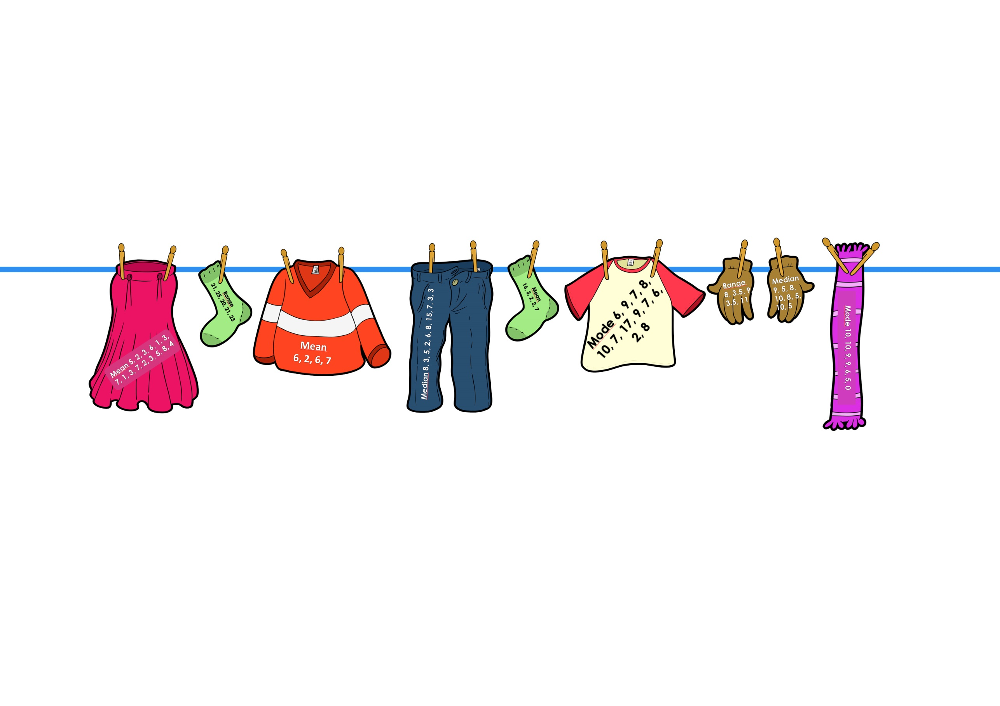 Mean 5, 2, 3, 6, 1, 3,
7, 1, 3, 7, 2, 3, 5, 8, 4
Range
21, 25, 20, 21, 23
Mean
6, 2, 6, 7
Median 8, 3, 5, 2, 6, 8, 15, 7, 3, 3
Mean
16, 3, 2, 2, 7
Mode 6, 9, 7, 8,
10, 7, 17, 9, 7, 6,
2, 8
Range
8, 3.5, 9
3.5, 11
Median
9, 5, 8,
10, 8, 5,
10, 5
Mode 10, 10, 9, 9, 6, 5, 0